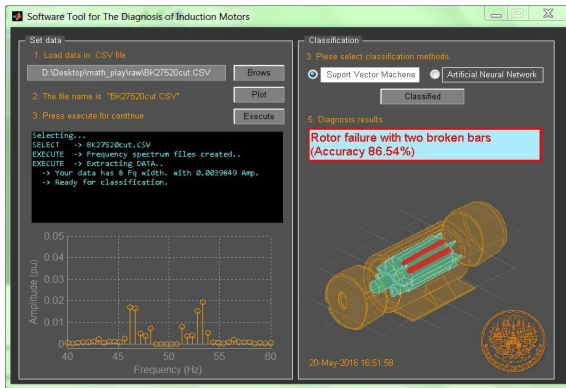 Software Tool for The Diagnosis of Induction Motors
Set data
1. Load data in .CSV file.
D:\Desktop\math_play\raw\BK27520cut.CSV
Brows
2. The file name is "BK27520cut.CSV".
Plot
3. Press execute for conttnue.
Execute
Selecting...
SELECT -> BK27520cut.CSV
EXECUTE -> Frequency spectrum files created..
EXECUTE -> Extracting DATA..
-> Your data has 8 Fq width. with 0.0039849 Amp.
-> Ready for classification.
Amplitude (pu)
0.05
0.04
0.03
0.02
0.01
0
40
45
50
55
60
Frequency (Hz)
Classification
3. Plese select classification methods.
Suport Vector Machene
Artificial Neural Network
Classified
5. Diagnosis results.
Rotor failure with two broken bars
(Accuracy 86.54%)
20-May-2016 16:51:58